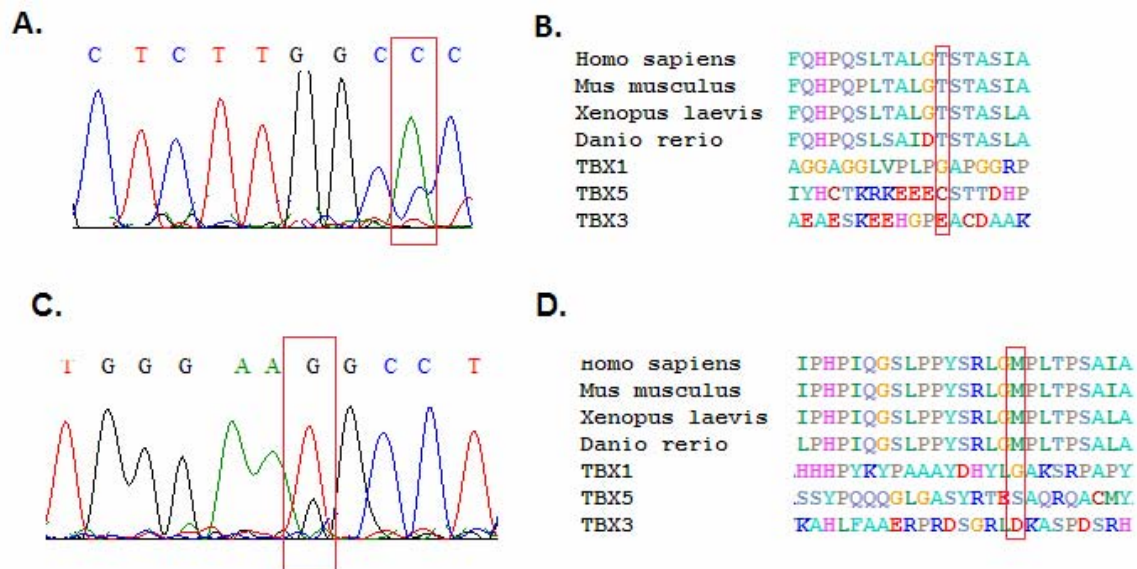 A.
C T C T T G G C C C
B.
Homo sapiens FQHPQSLTALGTSTASIA
Mus musculus FQHPQPLTALGTSTASIA
Xenopus laevis FQHPQSLTALGTSTASIA
Danio rerio FQHPQSLSAIDTSTASLA
TBX1 AGGAGGLVPLPGAPGGRP
TBX5 IYHCTKRKEEECSTTDHP
TBX3 AEAESKEEHGPEACDAAK
C.
T G G G A A G G C C T
D.
Homo sapiens IPHPIQGSLPPYSRLGMPLTPSAIA
Mus musculus IPHPIQGSLPPYSRLGMPLTPSAIA
Xenopus laevis IPHPIQGSLPPYSRLGMPLTPSALA
Danio rerio LPHPIQGSLPPYSRLGMPLTPSALA
TBX1 .HHHPYKYPAAAYDHYLGAKSRPAPY
TBX5 .SSYPQQQGLGASYRTESAQRQACMY.
TBX3 KAHLFAAERPRDSGRLDKASPDSRH